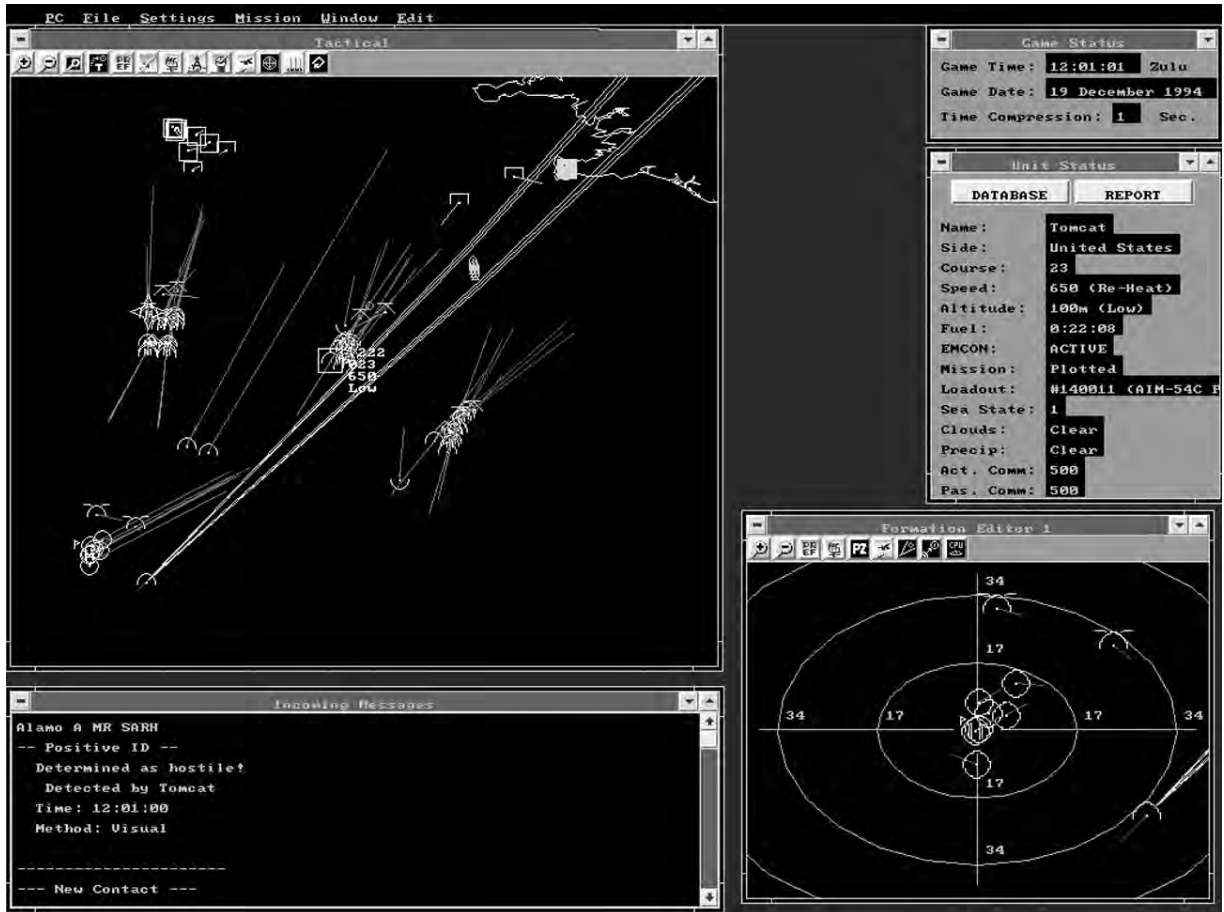 PC File Settings Mission Window Edit
Tactical
222
023
650
Low
Game Status
Game Time: 12:01:01 Zulu
Game Date: 19 December 1994
Time Compression: 1 Sec.
Unit Status
DATABASE REPORT
Name: Tomcat
Side: United States
Course: 23
Speed: 650 (Re-Heat)
Altitude: 100m (Low)
Fuel: 0:22:08
EMCON: ACTIVE
Mission: Plotted
Loadout: #140011 (AIM-54C
Sea State: 1
Clouds: Clear
Precip: Clear
Act. Comm: 500
Pas. Comm: 500
Incoming Messages
Alamo A MR SARH
-- Positive ID --
Determined as hostile!
Detected by Tomcat
Time: 12:01:00
Method: Visual
----------------------
--- New Contact ---
Formation Editor 1
PZ
CPU
34
17
34 17 17 34
17
34